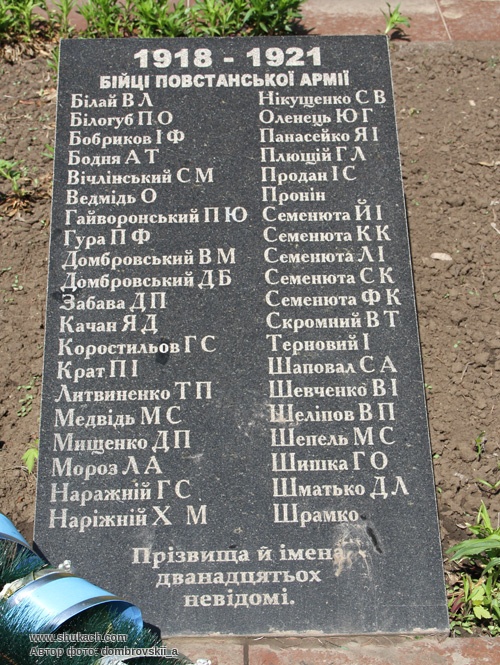 1918 - 1921
БІЙЦІ ПОВСТАНСЬКОЇ АРМІЇ
Білай В Л
Білогуб П О
Бобриков І Ф
Бодня А Т
Вічлінський С М
Ведмідь О
Гайворонський П Ю
Гура П Ф
Домбровський В М
Домбровський Д Б
Забава Д П
Качан Я Д
Коростильов Г С
Крат П І
Литвиненко Т П
Медвідь М С
Мищенко Д П
Мороз Л А
Наражній Г С
Наріжній Х М
Нікущенко С В
Оленець Ю Г
Панасейко Я І
Плющій Г Л
Продан І С
Пронін
Семенюта Й І
Семенюта К К
Семенюта Л І
Семенюта С К
Семенюта Ф К
Скромний В Т
Терновий І
Шаповал С А
Шевченко В І
Шеліпов В П
Шепель М С
Шишка Г О
Шматько Д Л
Шрамко
Прізвища й імена
дванадцятьох
невідомі.
www.shukach.com
Автор фото: dombrovskii_a